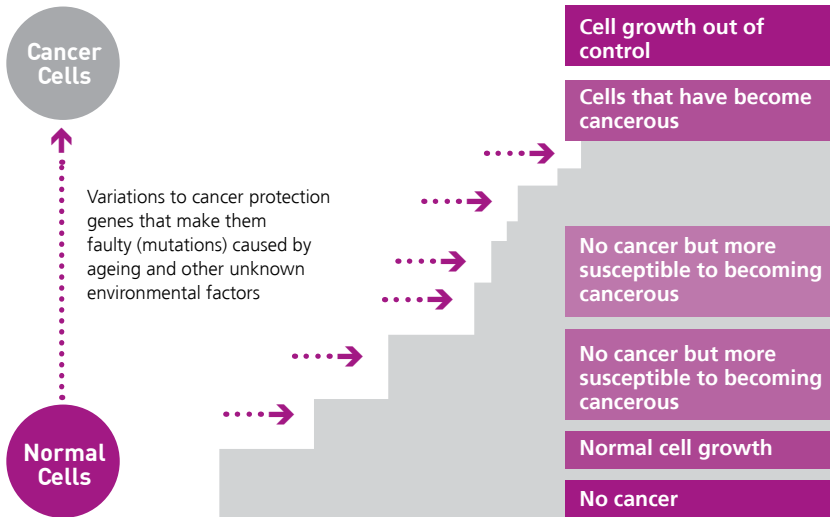 Cancer
Cells
Variations to cancer protection
genes that make them
faulty (mutations) caused by
ageing and other unknown
environmental factors
Normal
Cells
Cell growth out of
control
Cells that have become
cancerous
No cancer but more
susceptible to becoming
cancerous
No cancer but more
susceptible to becoming
cancerous
Normal cell growth
No cancer